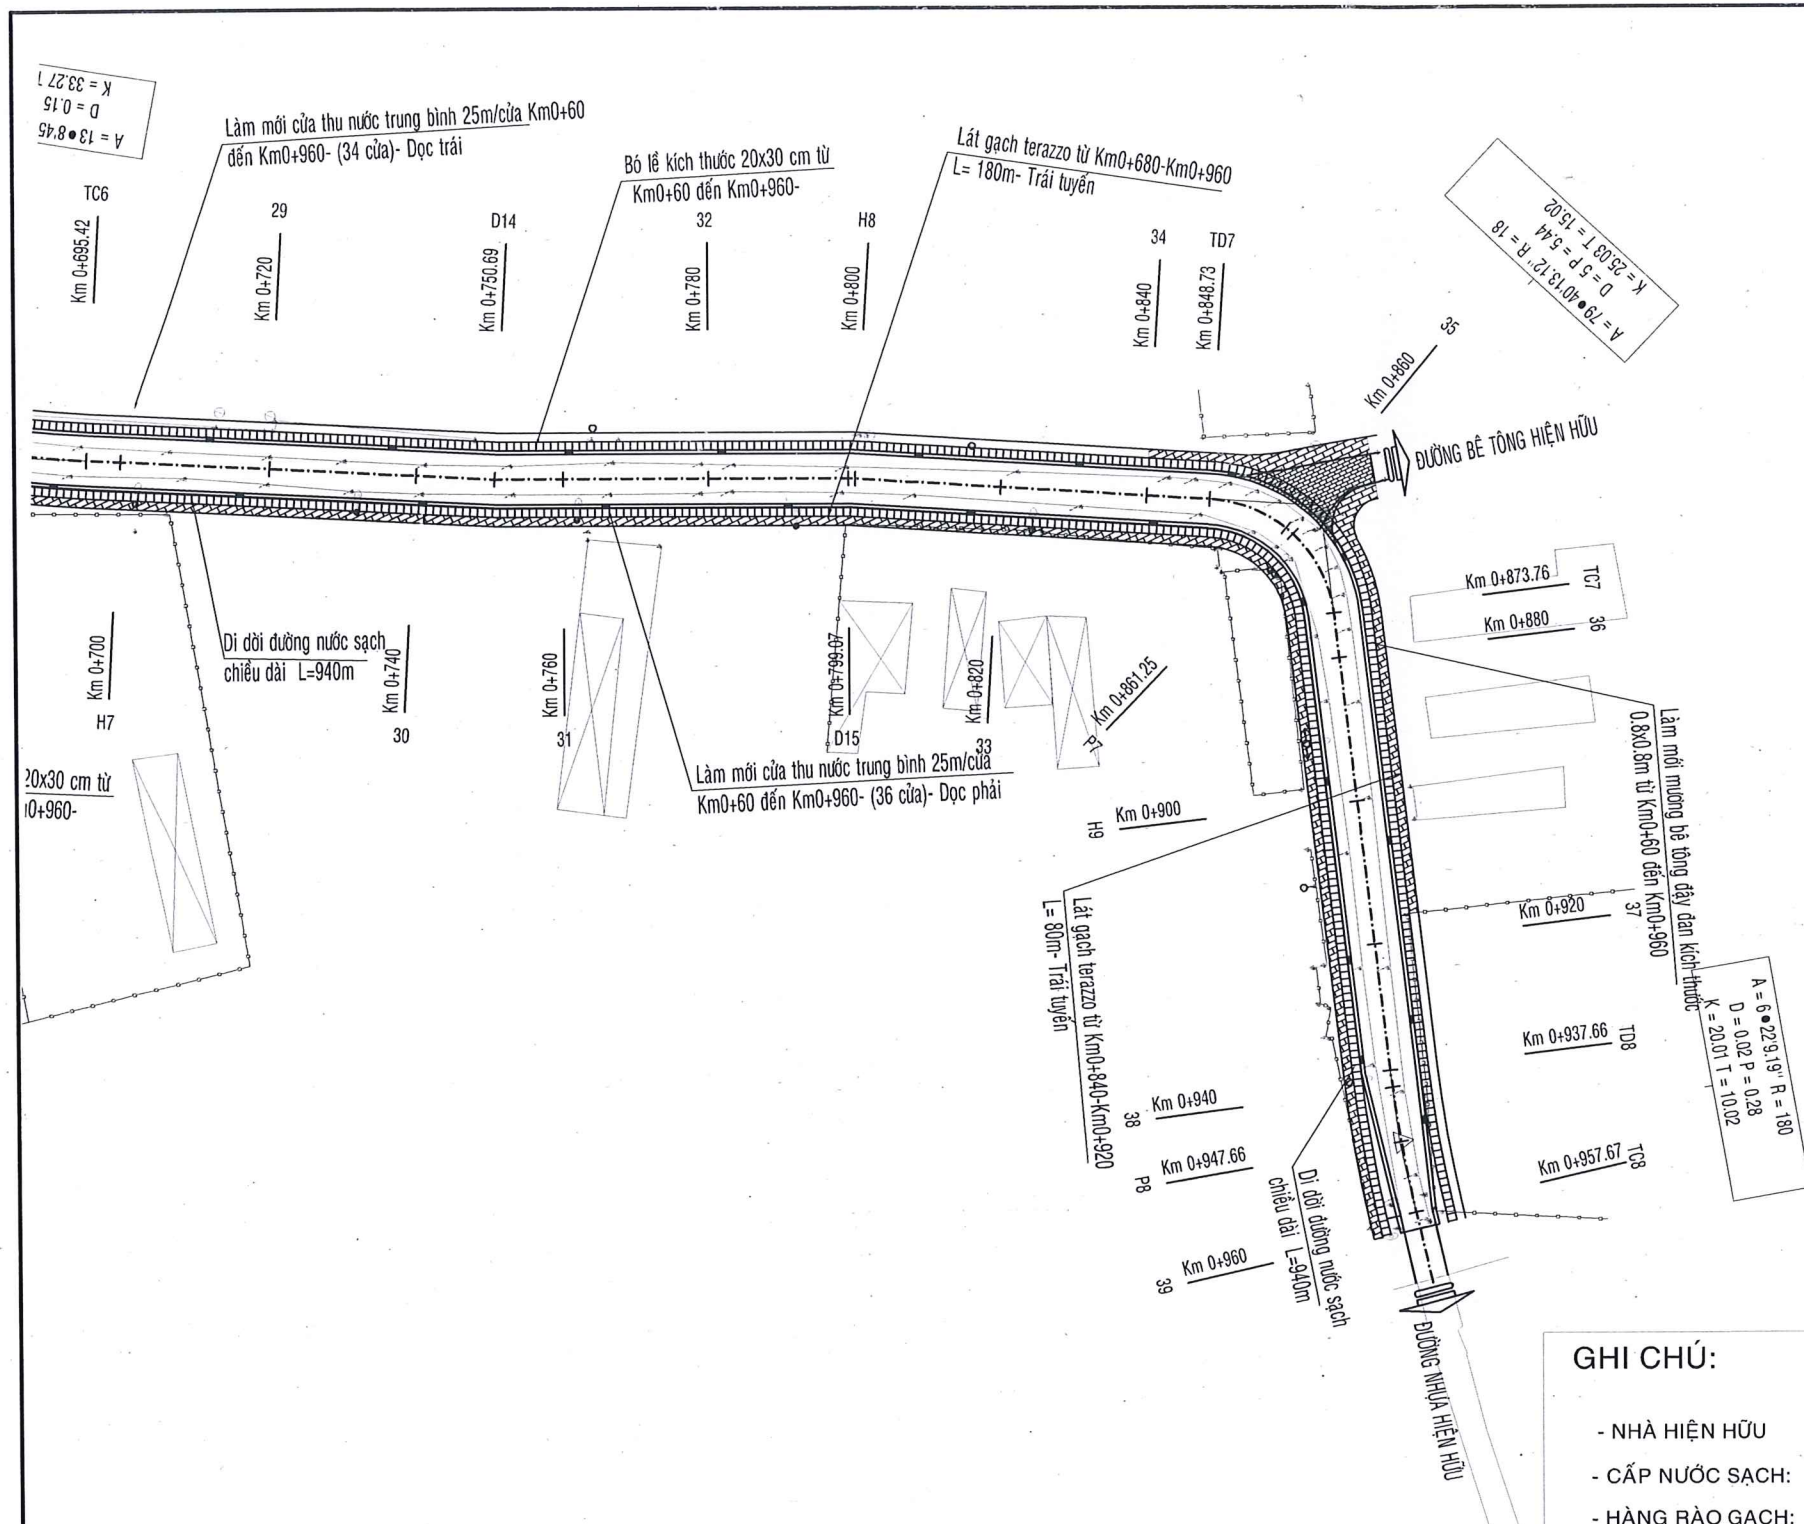 A = 13●8'45
D = 0.15
K = 33.27
Làm mới cửa thu nước trung bình 25m/cửa Km0+60
đến Km0+960- (34 cửa)- Dọc trái
Bó lề kích thước 20x30 cm từ
Km0+60 đến Km0+960-
Lát gạch terazzo từ Km0+680-Km0+960
L= 180m- Trái tuyến
A = 79●40'13.12" R = 18
D = 5 P = 5.44
K = 25.03 T = 15.02
TC6
Km 0+695.42
29
Km 0+720
D14
Km 0+750.69
32
Km 0+780
H8
Km 0+800
34
Km 0+840
TD7
Km 0+848.73
35
Km 0+860
ĐƯỜNG BÊ TÔNG HIỆN HỮU
Km 0+873.76 TC7
Km 0+880 36
Km 0+700
H7
Di dời đường nước sạch
chiều dài L=940m
Km 0+740
30
Km 0+760
31
Km 0+799.07
D15
Km 0+820
33
Km 0+861.25
P7
Làm mới cửa thu nước trung bình 25m/cửa
Km0+60 đến Km0+960- (36 cửa)- Dọc phải
20x30 cm từ
0+960-
H9 Km 0+900
Làm mới mương bê tông đậy đan kích thước
0.8x0.8m từ Km0+60 đến Km0+960
Km 0+920 37
Lát gạch terazzo từ Km0+840-Km0+920
L= 80m- Trái tuyến
A = 6●22'9.19" R = 180
D = 0.02 P = 0.28
K = 20.01 T = 10.02
Km 0+937.66 TD8
38 Km 0+940
P8 Km 0+947.66
Km 0+957.67 TC8
Di dời đường nước sạch
chiều dài L=940m
39 Km 0+960
ĐƯỜNG NHỰA HIỆN HỮU
GHI CHÚ:
- NHÀ HIỆN HỮU
- CẤP NƯỚC SẠCH:
- HÀNG RÀO GẠCH: